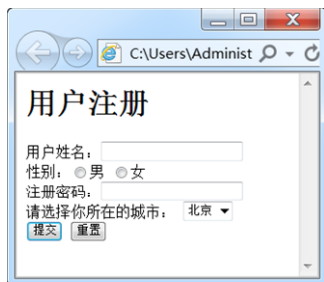 C:\Users\Administ
用户注册
用户姓名：
性别： 男 女
注册密码：
请选择你所在的城市： 北京
提交 重置